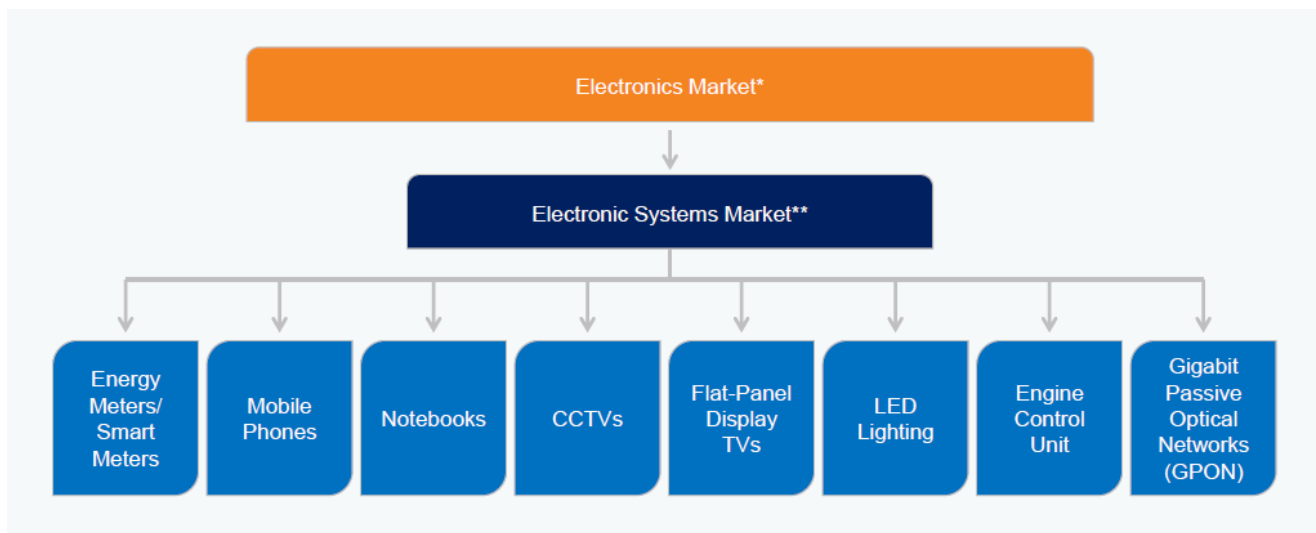 Electronics Market*
Electronic Systems Market**
Energy
Meters/
Smart
Meters
Mobile
Phones
Notebooks
CCTVs
Flat-Panel
Display
TVs
LED
Lighting
Engine
Control
Unit
Gigabit
Passive
Optical
Networks
(GPON)